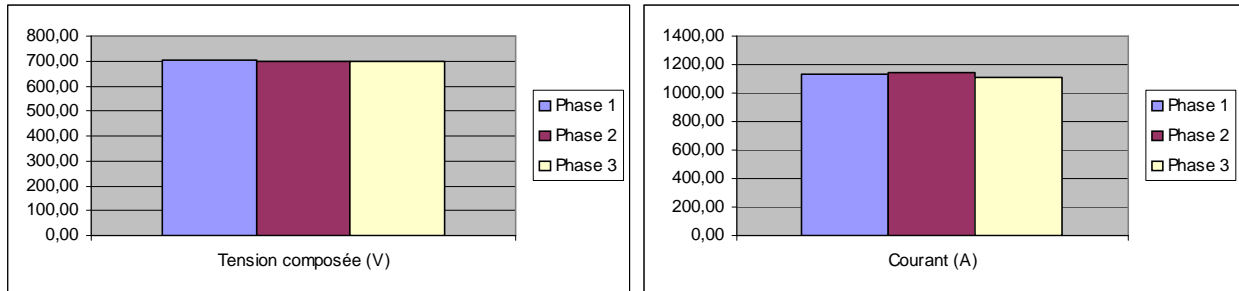 800,00
700,00
600,00
500,00
400,00
300,00
200,00
100,00
0,00
Tension composée (V)
Phase 1
Phase 2
Phase 3
1400,00
1200,00
1000,00
800,00
600,00
400,00
200,00
0,00
Courant (A)
Phase 1
Phase 2
Phase 3